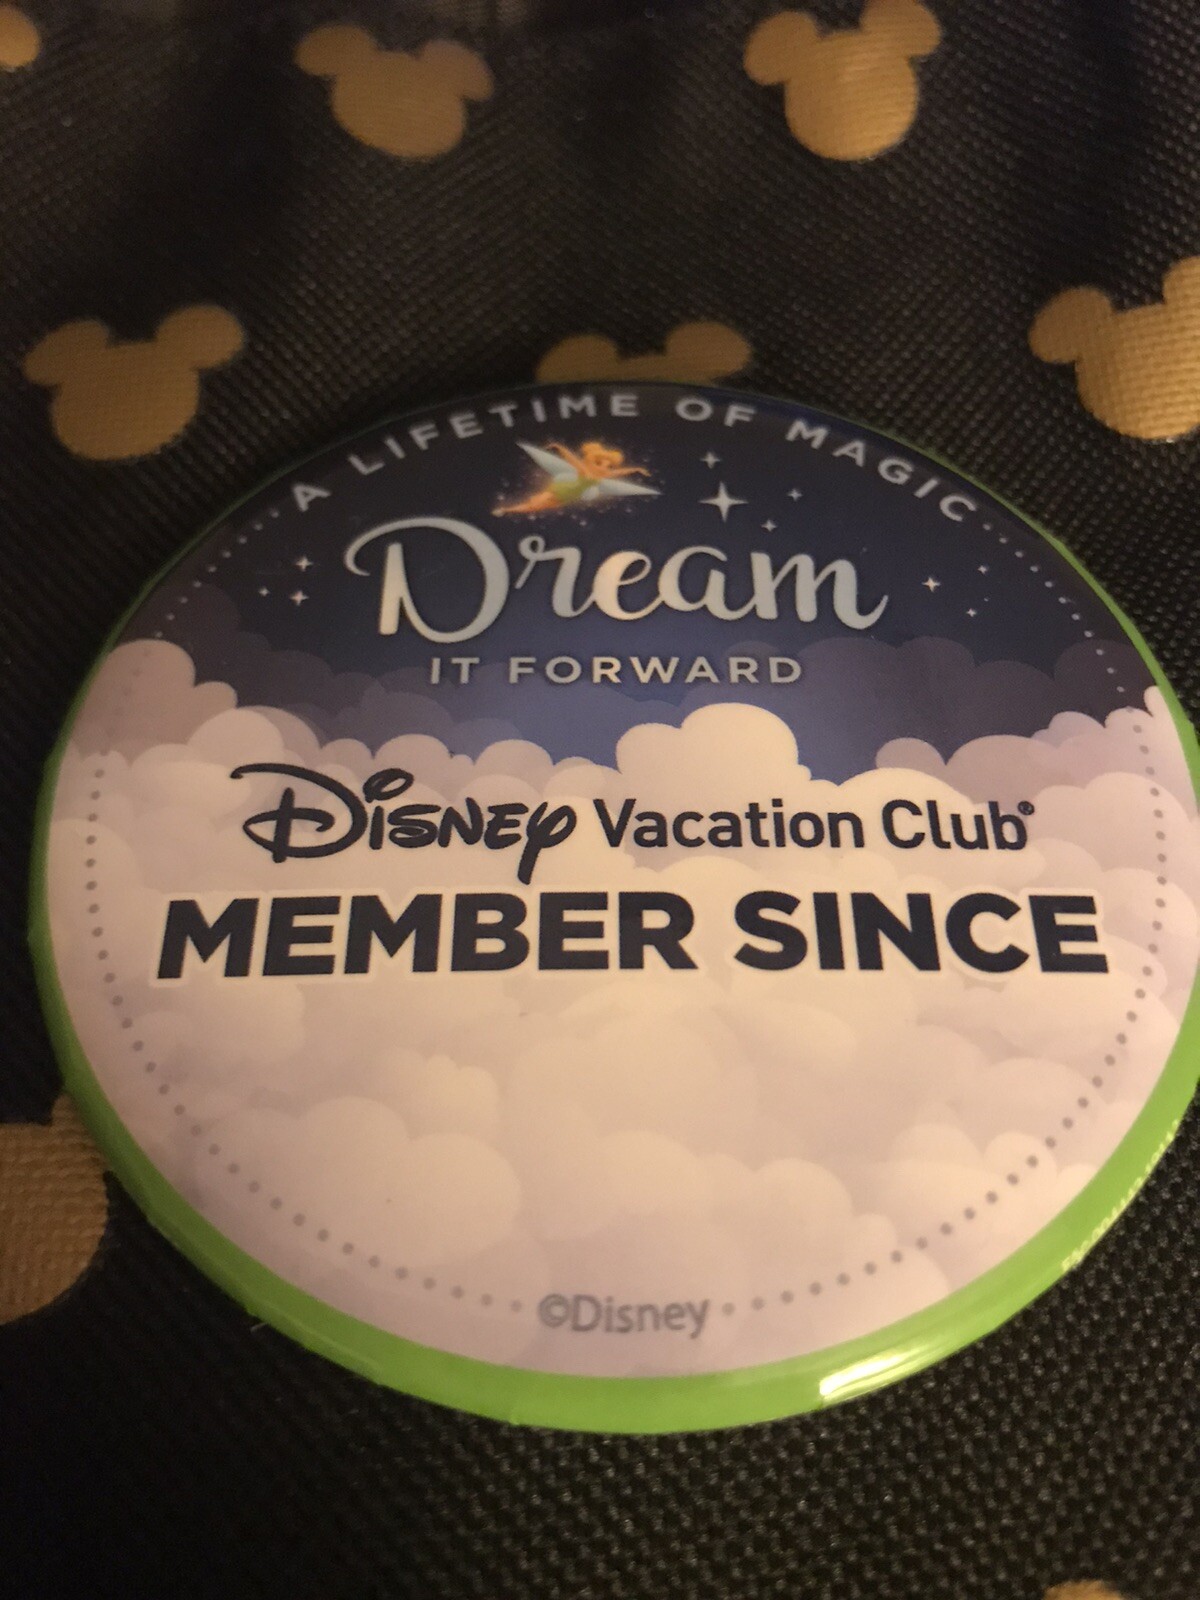 A LIFETIME OF MAGIC
Dream
IT FORWARD
Disney Vacation Club®
MEMBER SINCE
©Disney